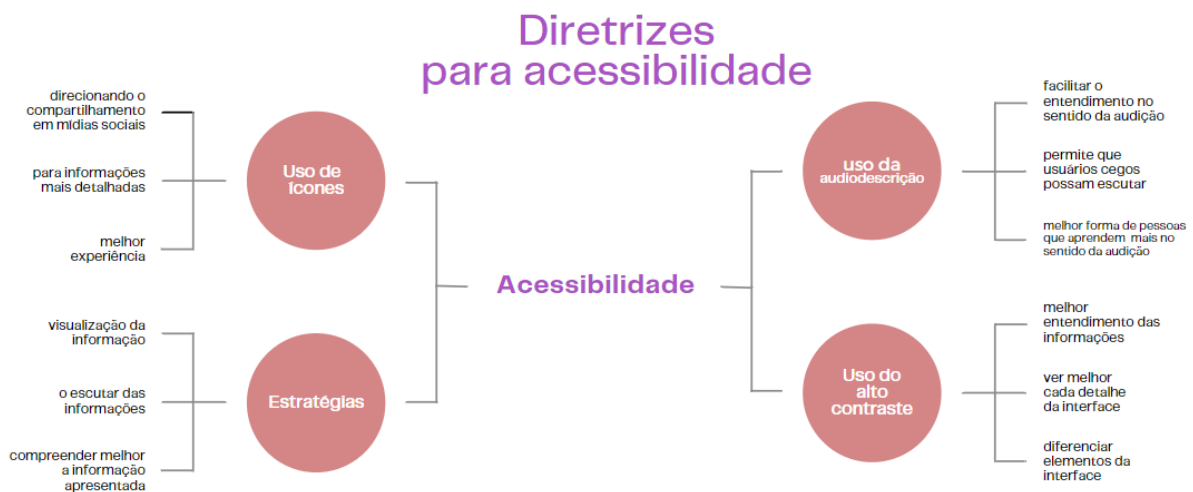 Diretrizes
para acessibilidade
direcionando o
compartilhamento
em mídias sociais
para informações
mais detalhadas
melhor
experiência
Uso de
ícones
visualização da
informação
o escutar das
informações
compreender melhor
a informação
apresentada
Estratégias
Acessibilidade
uso da
audiodescrição
facilitar o
entendimento no
sentido da audição
permite que
usuários cegos
possam escutar
melhor forma de pessoas
que aprendem mais no
sentido da audição
Uso do
alto
contraste
melhor
entendimento das
informações
ver melhor
cada detalhe
da interface
diferenciar
elementos da
interface